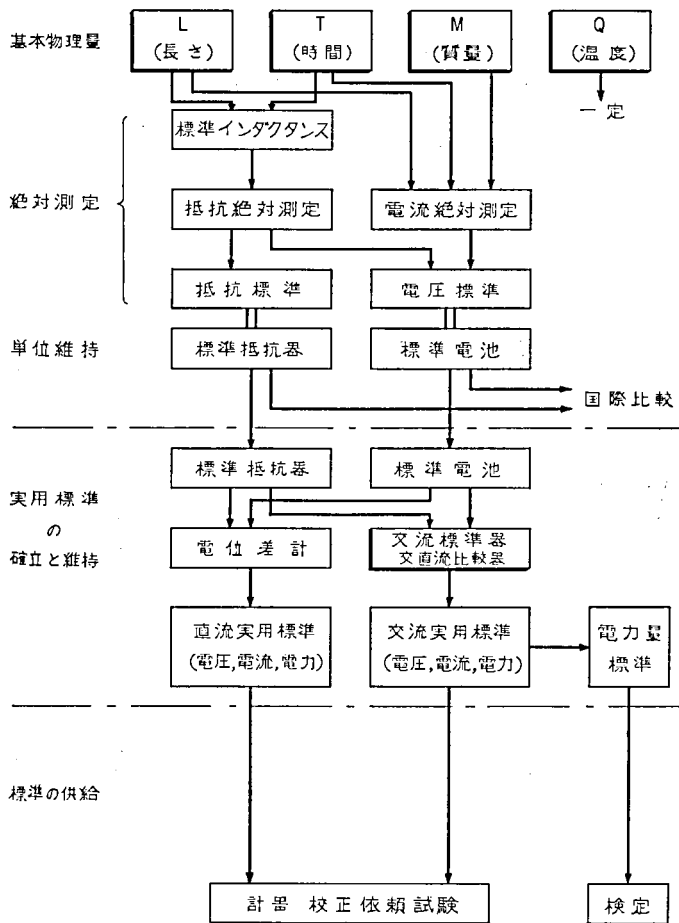 基本物理量
L
(長さ)
T
(時間)
M
(質量)
Q
(温度)
一定
標準インダクタンス
絶対測定
抵抗絶対測定
電流絶対測定
抵抗標準
電圧標準
単位維持
標準抵抗器
標準電池
国際比較
標準抵抗器
標準電池
実用標準
の
確立と維持
電位差計
交流標準器
交直流比較器
直流実用標準
(電圧,電流,電力)
交流実用標準
(電圧,電流,電力)
電力量
標準
標準の供給
計器 校正依頼試験
検定